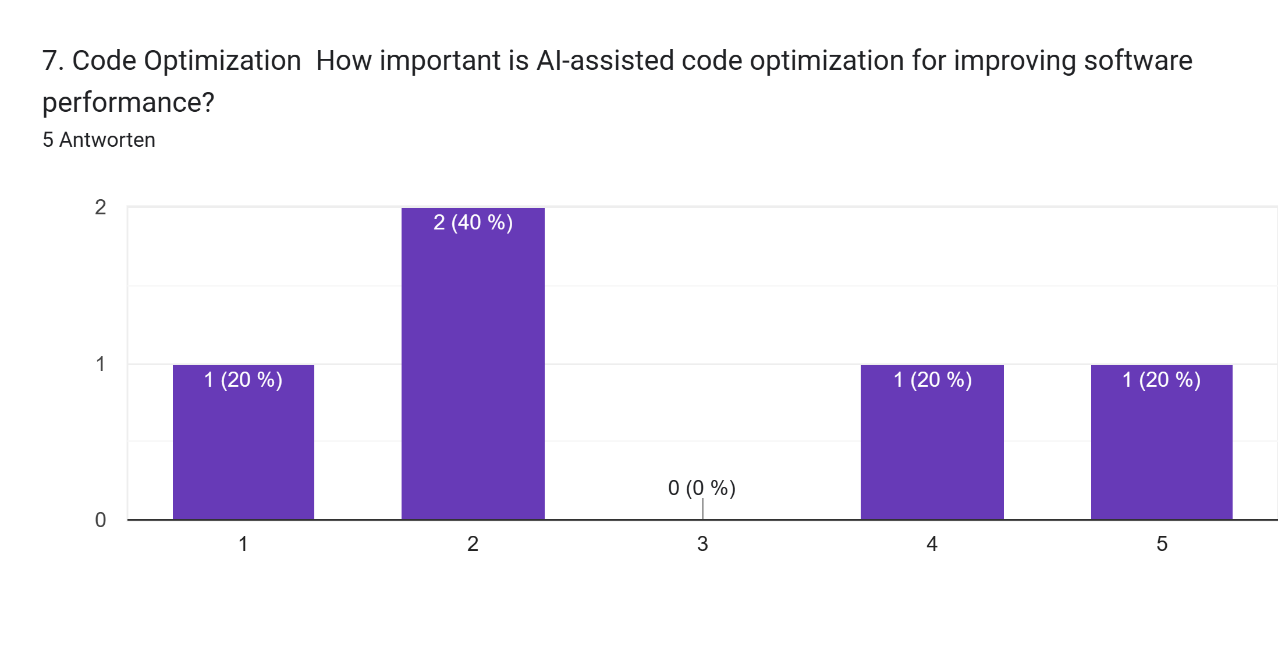 7. Code Optimization  How important is AI-assisted code optimization for improving software
performance?
5 Antworten
2
2 (40 %)
1
1 (20 %)
1 (20 %)
1 (20 %)
0 (0 %)
0
1
2
3
4
5